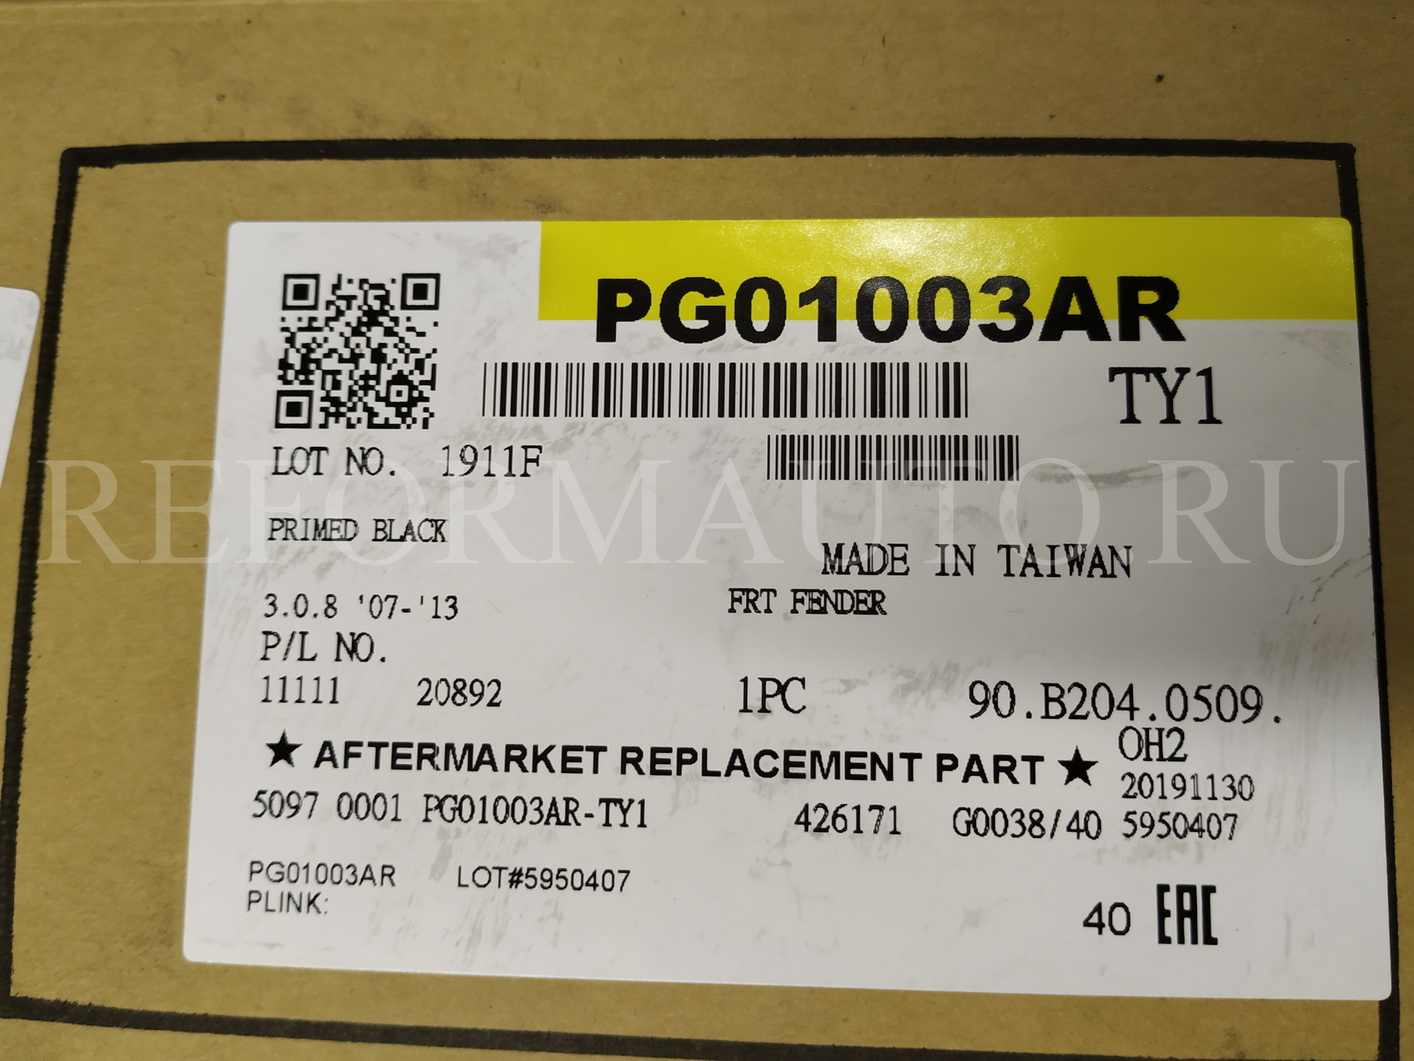 PG01003AR
TY1
LOT NO. 1911F
REFORMAUTO RU
PRIMED BLACK
MADE IN TAIWAN
3.0.8 '07-'13 FRT FENDER
P/L NO.
11111 20892 1PC 90.B204.0509.
★ AFTERMARKET REPLACEMENT PART ★ OH2
20191130
5097 0001 PG01003AR-TY1 426171 G0038/40 5950407
PG01003AR LOT#5950407
PLINK:
40 EAC